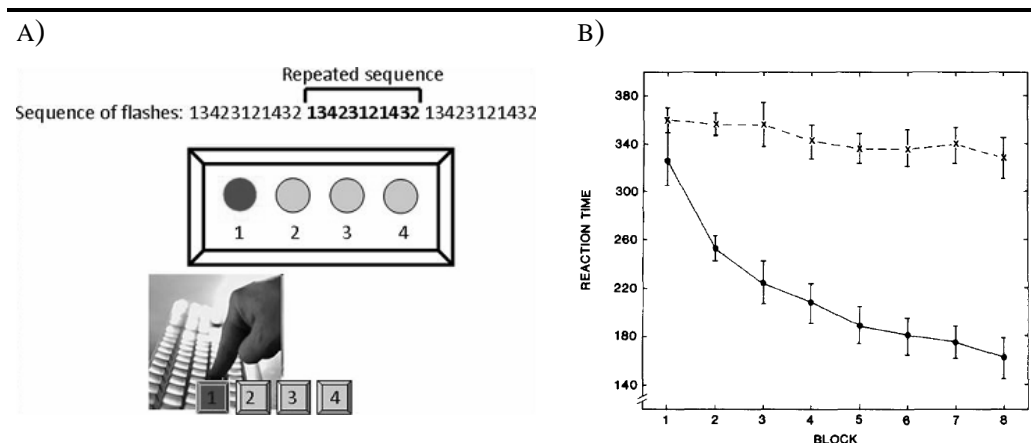 A)
Repeated sequence
Sequence of flashes: 13423121432 13423121432 13423121432
1 2 3 4
1 2 3 4
B)
REACTION TIME
380
340
300
260
220
180
140
1 2 3 4 5 6 7 8
BLOCK